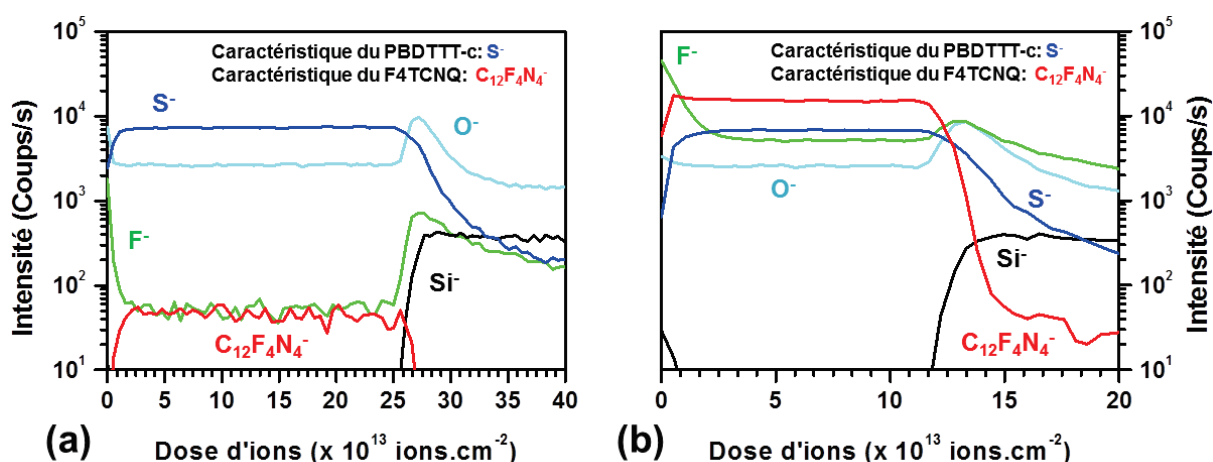 Caractéristique du PBDTTT-c: S⁻
Caractéristique du F4TCNQ: C₁₂F₄N₄⁻
S⁻
O⁻
F⁻
Si⁻
C₁₂F₄N₄⁻
Intensité (Coups/s)
10⁵
10⁴
10³
10²
10¹
0 5 10 15 20 25 30 35 40
(a) Dose d'ions (x 10¹³ ions.cm⁻²)
Caractéristique du PBDTTT-c: S⁻
Caractéristique du F4TCNQ: C₁₂F₄N₄⁻
F⁻
O⁻
S⁻
Si⁻
C₁₂F₄N₄⁻
10⁵
10⁴
10³
10²
10¹
Intensité (Coups/s)
0 5 10 15 20
(b) Dose d'ions (x 10¹³ ions.cm⁻²)